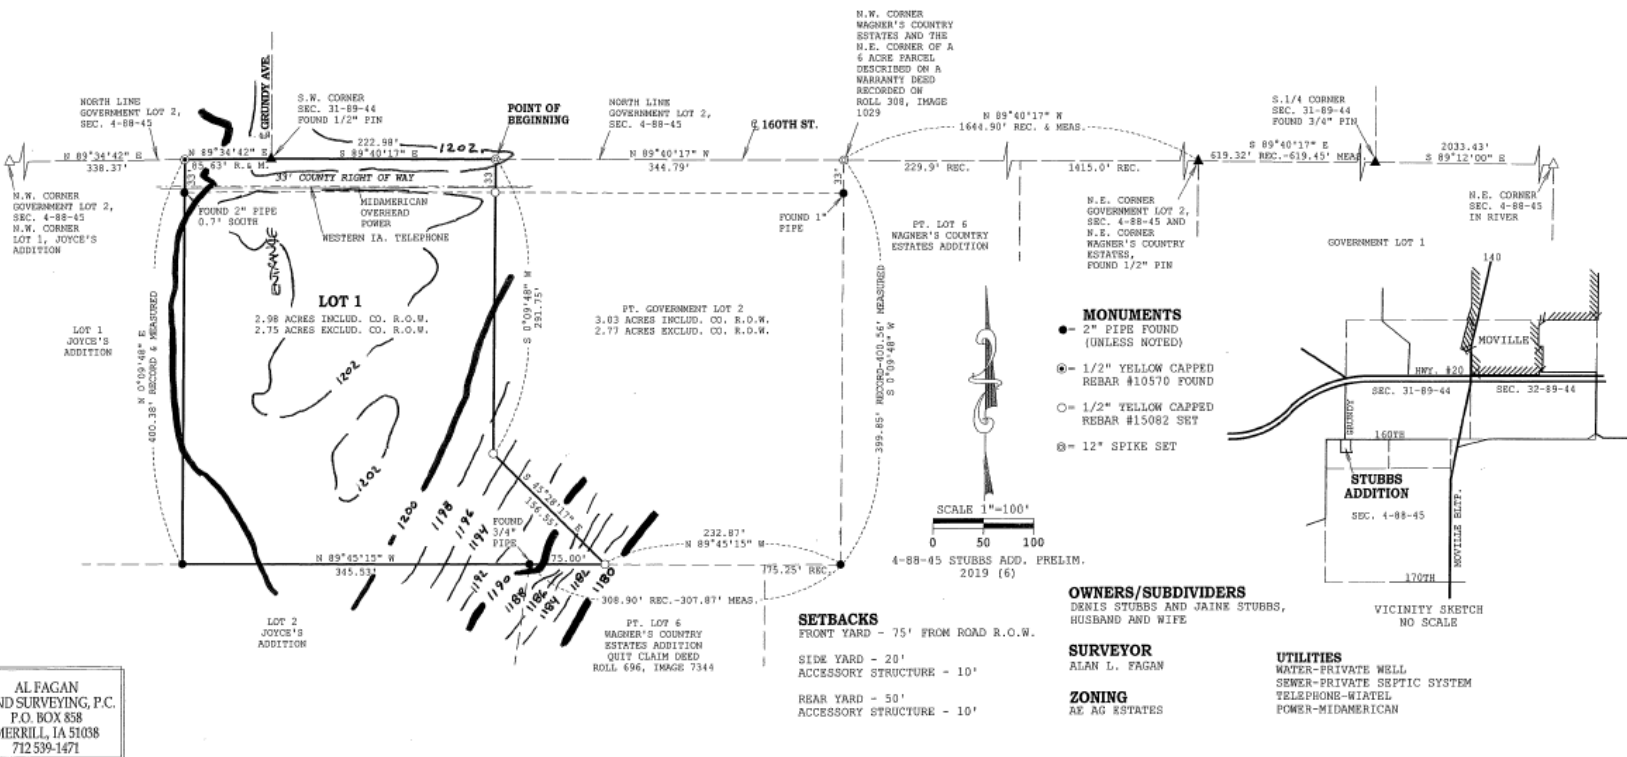 N.W. CORNER
WAGNER'S COUNTRY
ESTATES AND THE
N.E. CORNER OF A
6 ACRE PARCEL
DESCRIBED ON A
WARRANTY DEED
RECORDED ON
ROLL 308, IMAGE
1029
NORTH LINE
GOVERNMENT LOT 2,
SEC. 4-88-45
GRUNDY AVE.
S.W. CORNER
SEC. 31-89-44
FOUND 1/2" PIN
POINT OF
BEGINNING
NORTH LINE
GOVERNMENT LOT 2,
SEC. 4-88-45
160TH ST.
N 89°40'17" W
1644.90' REC. & MEAS.
S.1/4 CORNER
SEC. 31-89-44
FOUND 3/4" PIN
N 89°34'42" E
338.37'
N 89°34'42" E
85.63' R.& M.
222.98'
S 89°40'17" E
1202
N 89°40'17" W
344.79'
229.9' REC.
1415.0' REC.
S 89°40'17" E
619.32' REC.-619.45' MEAS.
2033.43'
S 89°12'00" E
33'
33' COUNTY RIGHT OF WAY
33'
33'
N.W. CORNER
GOVERNMENT LOT 2,
SEC. 4-88-45
N.W. CORNER
LOT 1, JOYCE'S
ADDITION
FOUND 2" PIPE
0.7' SOUTH
MIDAMERICAN
OVERHEAD
POWER
WESTERN IA. TELEPHONE
FOUND 1"
PIPE
PT. LOT 6
WAGNER'S COUNTRY
ESTATES ADDITION
N.E. CORNER
GOVERNMENT LOT 2,
SEC. 4-88-45 AND
N.E. CORNER
WAGNER'S COUNTRY
ESTATES,
FOUND 1/2" PIN
N.E. CORNER
SEC. 4-88-45
IN RIVER
GOVERNMENT LOT 1
ENTRANCE
LOT 1
2.98 ACRES INCLUD. CO. R.O.W.
2.75 ACRES EXCLUD. CO. R.O.W.
S 0°09'48" W
291.75'
PT. GOVERNMENT LOT 2
3.03 ACRES INCLUD. CO. R.O.W.
2.77 ACRES EXCLUD. CO. R.O.W.
LOT 1
JOYCE'S
ADDITION
N 0°09'48" E
400.38' RECORD & MEASURED
399.85' RECORD-400.56' MEASURED
S 0°09'48" W
1202
1202
MONUMENTS
= 2" PIPE FOUND
(UNLESS NOTED)
= 1/2" YELLOW CAPPED
REBAR #10570 FOUND
= 1/2" YELLOW CAPPED
REBAR #15082 SET
= 12" SPIKE SET
140
MOVILLE
HWY. #20
SEC. 31-89-44
SEC. 32-89-44
GRUNDY
160TH
STUBBS
ADDITION
SEC. 4-88-45
MOVILLE BLTP.
170TH
VICINITY SKETCH
NO SCALE
S 45°28'17" E
156.55'
1200
1198
1196
1194
FOUND
3/4"
PIPE
N 89°45'15" W
345.53'
75.00'
232.87'
N 89°45'15" W
75.25' REC.
1192
1190
1188
1186
1184
1182
1180
308.90' REC.-307.87' MEAS.
SCALE 1"=100'
0 50 100
4-88-45 STUBBS ADD. PRELIM.
2019 (6)
LOT 2
JOYCE'S
ADDITION
PT. LOT 6
WAGNER'S COUNTRY
ESTATES ADDITION
QUIT CLAIM DEED
ROLL 696, IMAGE 7344
SETBACKS
FRONT YARD - 75' FROM ROAD R.O.W.
SIDE YARD - 20'
ACCESSORY STRUCTURE - 10'
REAR YARD - 50'
ACCESSORY STRUCTURE - 10'
OWNERS/SUBDIVIDERS
DENIS STUBBS AND JAINE STUBBS,
HUSBAND AND WIFE
SURVEYOR
ALAN L. FAGAN
ZONING
AE AG ESTATES
UTILITIES
WATER-PRIVATE WELL
SEWER-PRIVATE SEPTIC SYSTEM
TELEPHONE-WIATEL
POWER-MIDAMERICAN
AL FAGAN
ND SURVEYING, P.C.
P.O. BOX 858
MERRILL, IA 51038
712 539-1471